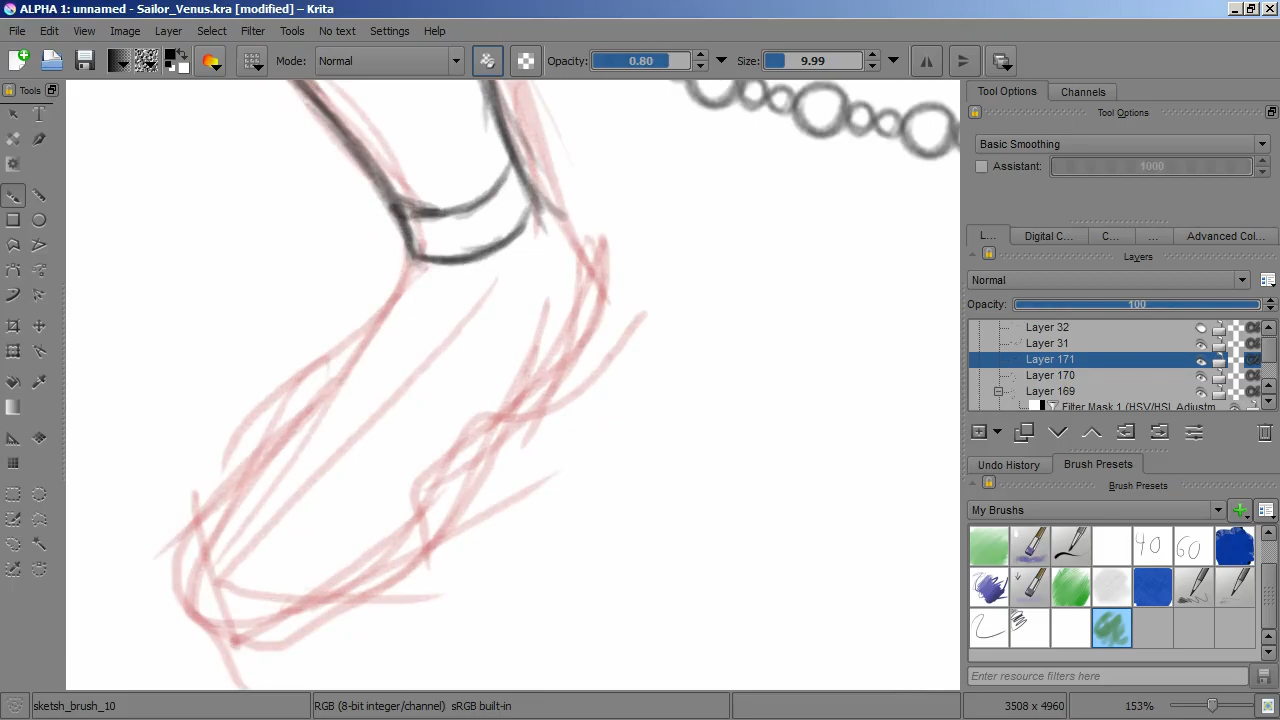 ALPHA 1: unnamed - Sailor_Venus.kra [modified] – Krita
File Edit View Image Layer Select Filter Tools No text Settings Help
Mode: Normal Opacity: 0.80 Size: 9.99
Tools
Tool Options Channels
Tool Options
Basic Smoothing
Assistant: 1000
L... Digital C... C... ... Advanced Col...
Layers
Normal
Opacity: 100
Layer 32
Layer 31
Layer 171
Layer 170
Layer 169
Filter Mask 1 (HSV/HSL Adjustm
Undo History Brush Presets
Brush Presets
My Brushs
40 60
Enter resource filters here
sketsh_brush_10 RGB (8-bit integer/channel) sRGB built-in 3508 x 4960 153%